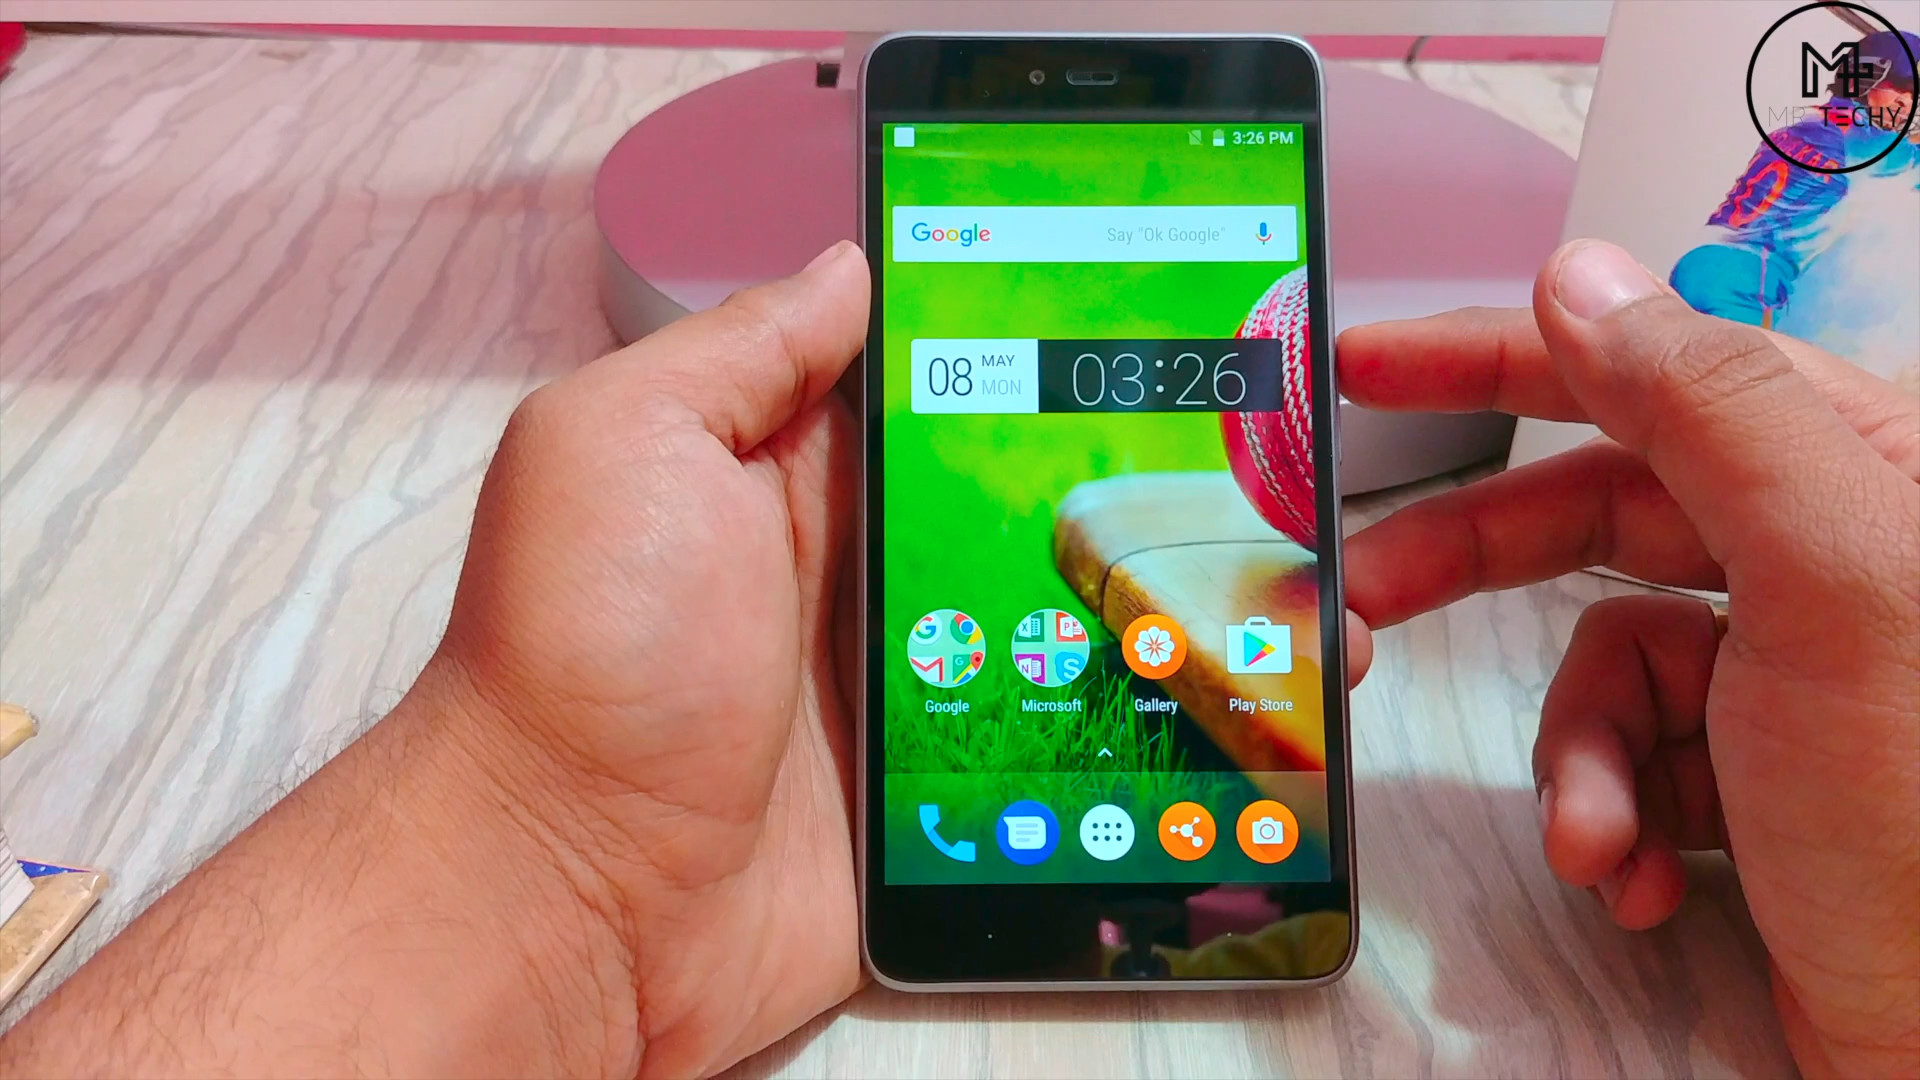 MR TECHY
3:26 PM
Google Say "Ok Google"
08 MAY
MON
03:26
Google Microsoft Gallery Play Store